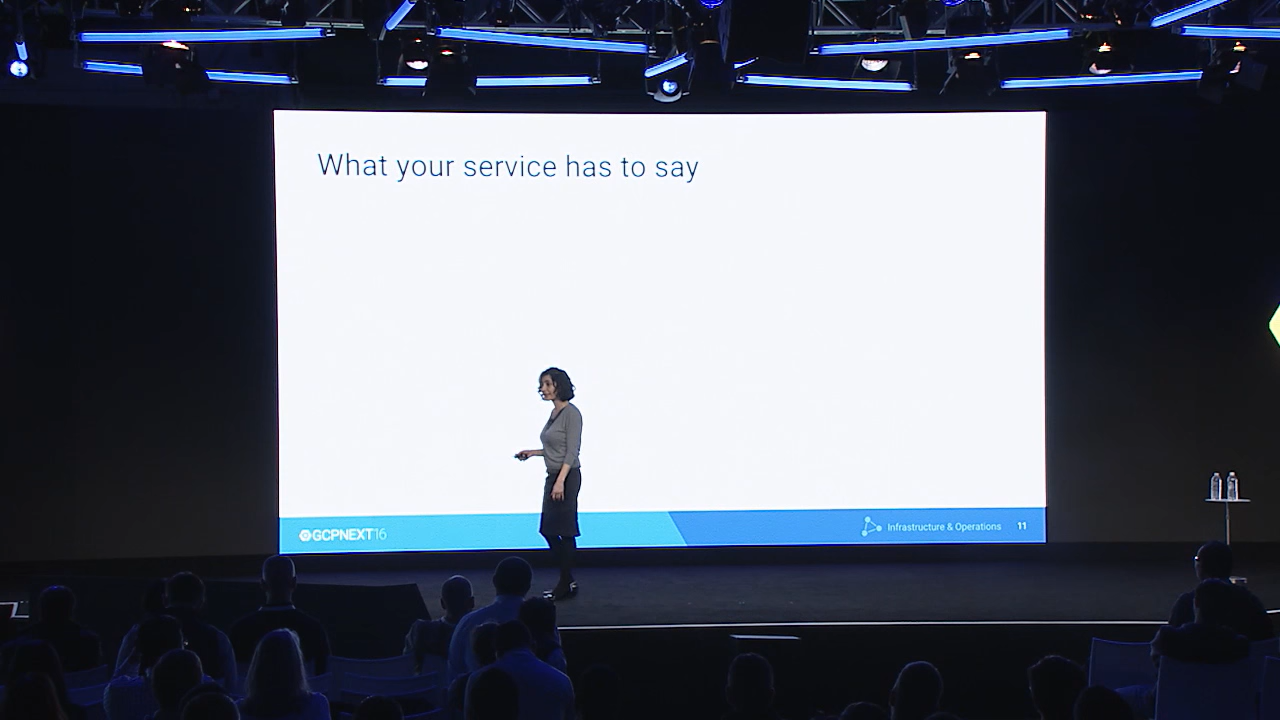 What your service has to say
GCPNEXT16
Infrastructure & Operations 11